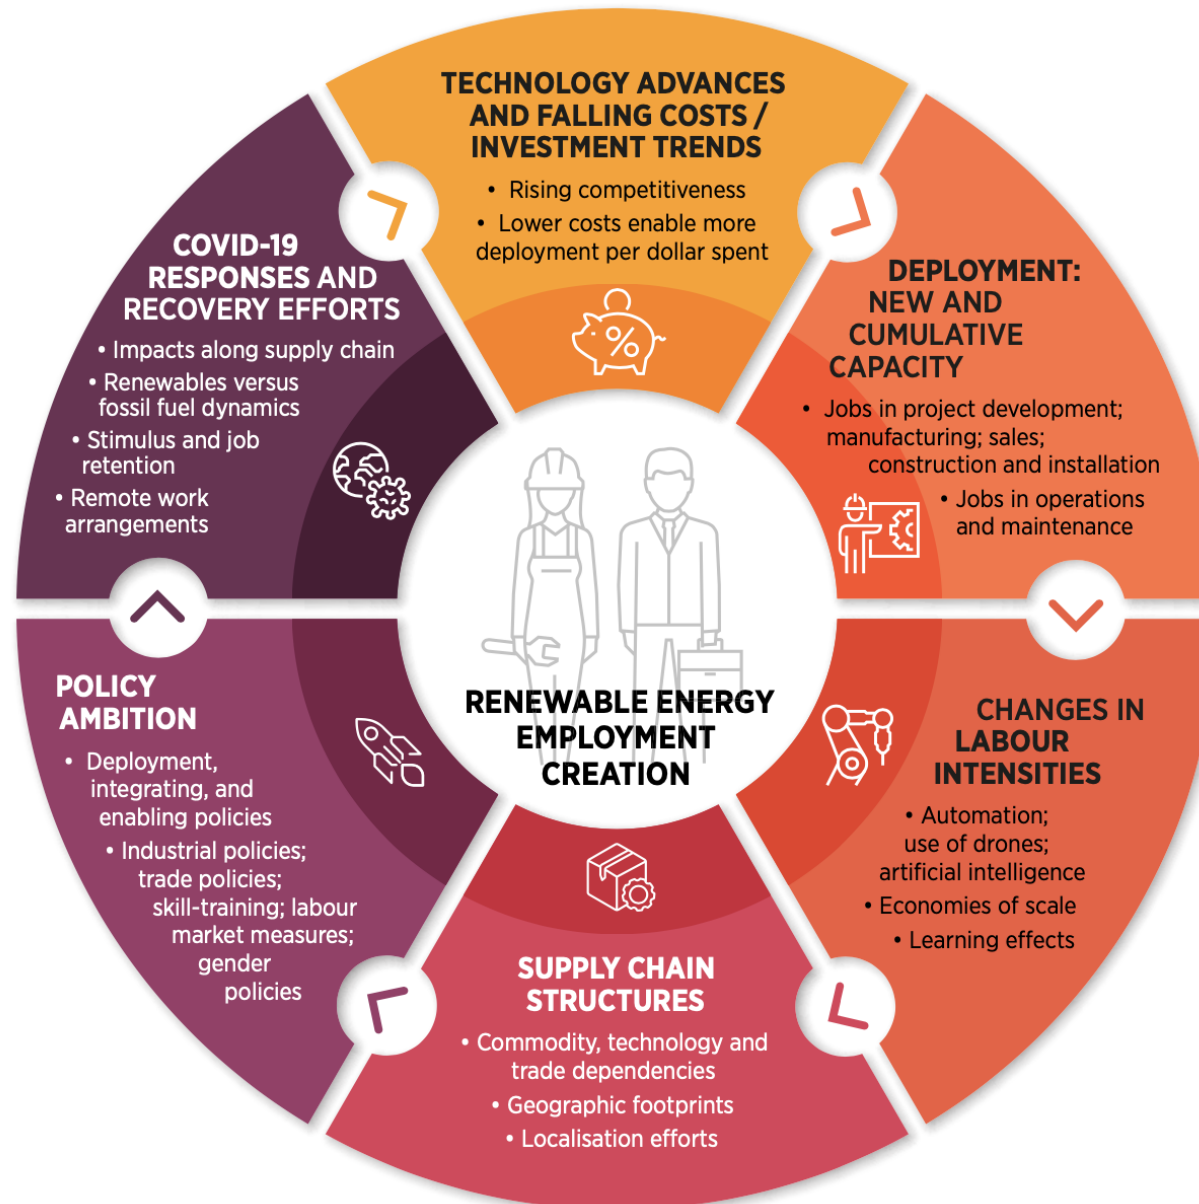 TECHNOLOGY ADVANCES
AND FALLING COSTS /
INVESTMENT TRENDS
• Rising competitiveness
• Lower costs enable more
deployment per dollar spent
%
DEPLOYMENT:
NEW AND
CUMULATIVE
CAPACITY
• Jobs in project development;
manufacturing; sales;
construction and installation
• Jobs in operations
and maintenance
CHANGES IN
LABOUR
INTENSITIES
• Automation;
use of drones;
artificial intelligence
• Economies of scale
• Learning effects
SUPPLY CHAIN
STRUCTURES
• Commodity, technology and
trade dependencies
• Geographic footprints
• Localisation efforts
POLICY
AMBITION
• Deployment,
integrating, and
enabling policies
• Industrial policies;
trade policies;
skill-training; labour
market measures;
gender
policies
COVID-19
RESPONSES AND
RECOVERY EFFORTS
• Impacts along supply chain
• Renewables versus
fossil fuel dynamics
• Stimulus and job
retention
• Remote work
arrangements
RENEWABLE ENERGY
EMPLOYMENT
CREATION